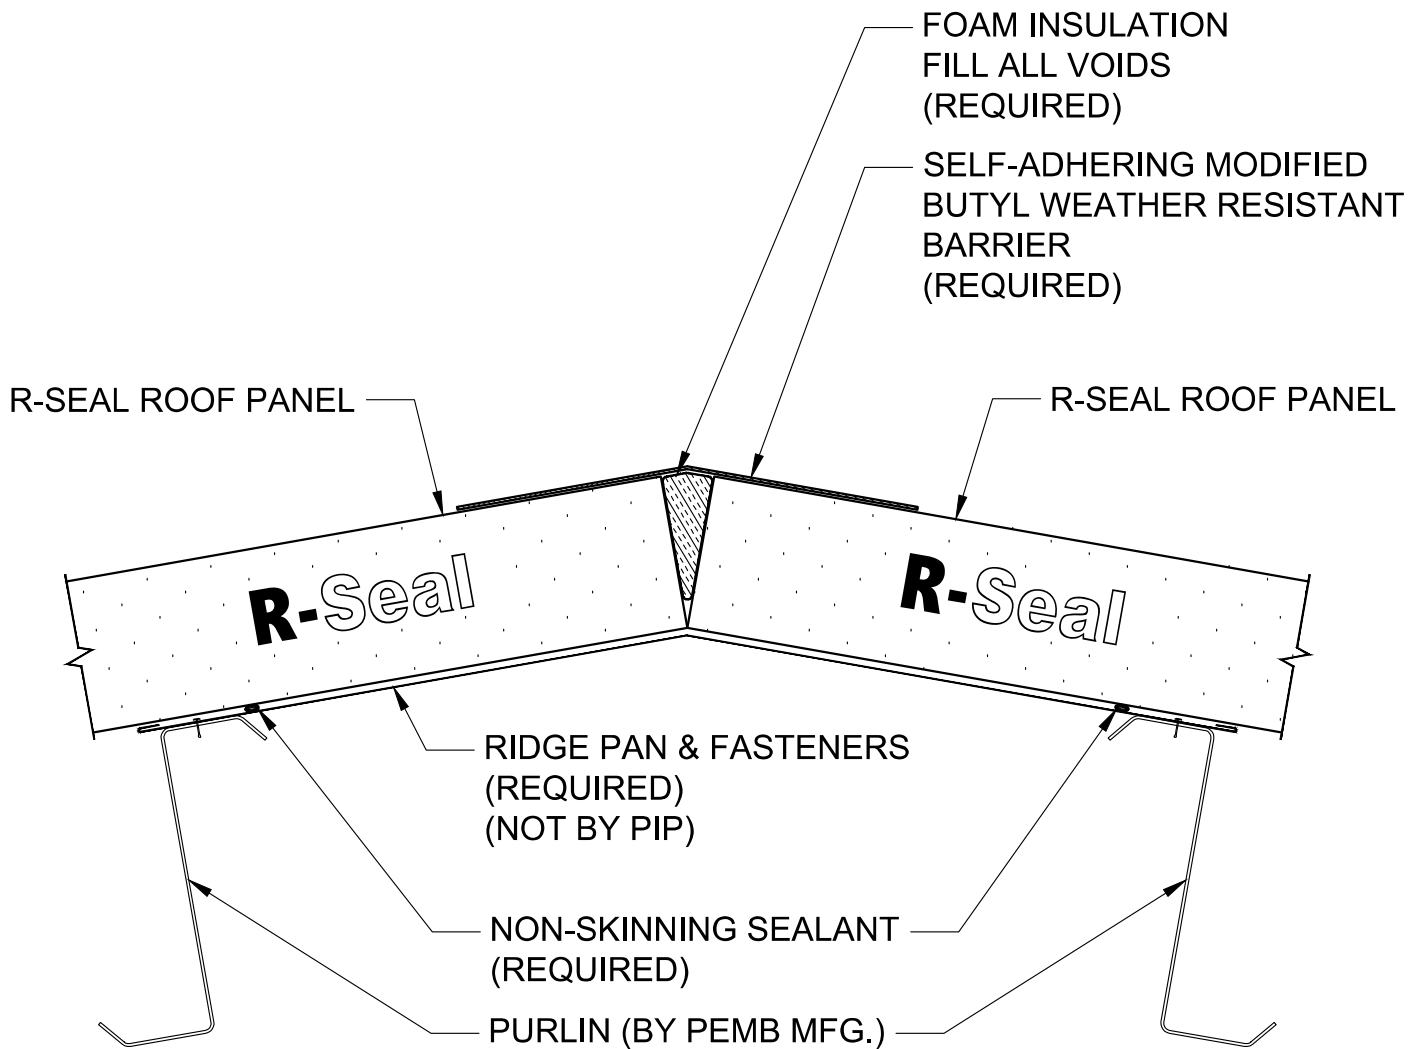 FOAM INSULATION
FILL ALL VOIDS
(REQUIRED)
SELF-ADHERING MODIFIED
BUTYL WEATHER RESISTANT
BARRIER
(REQUIRED)
R-SEAL ROOF PANEL
R-SEAL ROOF PANEL
R-Seal
R-Seal
RIDGE PAN & FASTENERS
(REQUIRED)
(NOT BY PIP)
NON-SKINNING SEALANT
(REQUIRED)
PURLIN (BY PEMB MFG.)